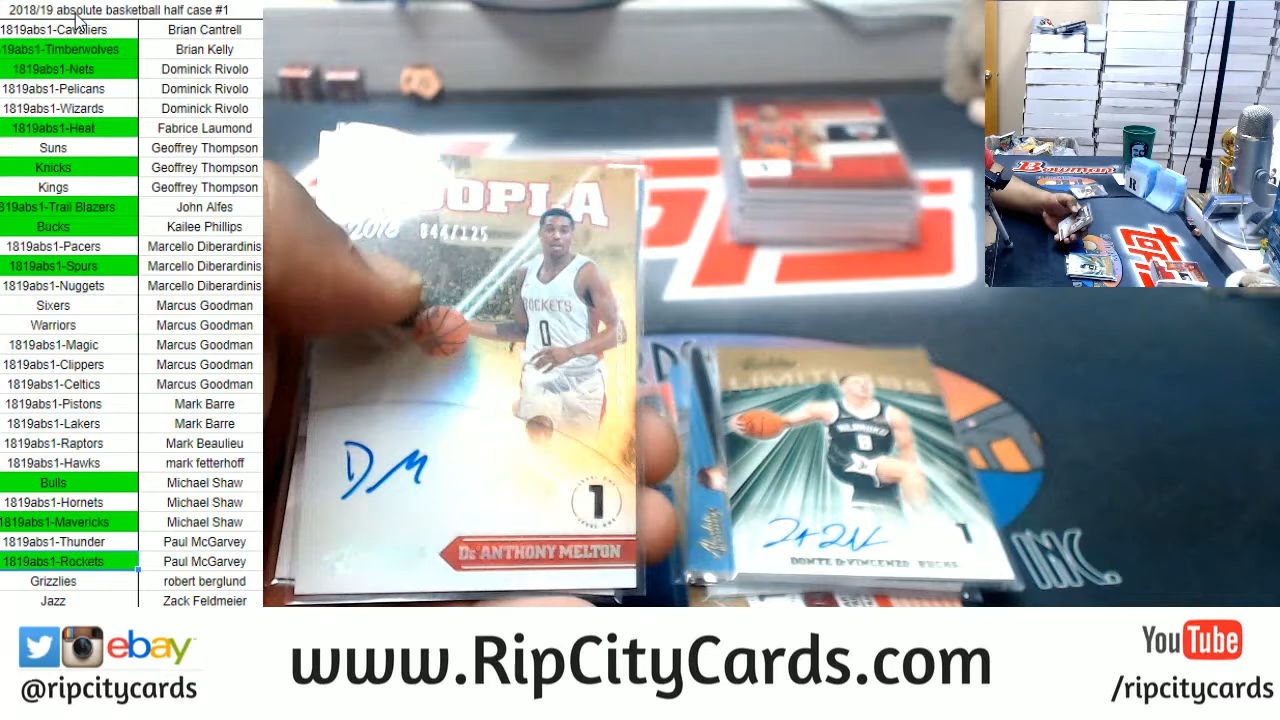 2018/19 absolute basketball half case #1
1819abs1-Cavaliers Brian Cantrell
19abs1-Timberwolves Brian Kelly
1819abs1-Nets Dominick Rivolo
1819abs1-Pelicans Dominick Rivolo
1819abs1-Wizards Dominick Rivolo
1819abs1-Heat Fabrice Laumond
Suns Geoffrey Thompson
Knicks Geoffrey Thompson
Kings Geoffrey Thompson
819abs1-Trail Blazers John Alfes
Bucks Kailee Phillips
1819abs1-Pacers Marcello Diberardinis
1819abs1-Spurs Marcello Diberardinis
1819abs1-Nuggets Marcello Diberardinis
Sixers Marcus Goodman
Warriors Marcus Goodman
1819abs1-Magic Marcus Goodman
1819abs1-Clippers Marcus Goodman
1819abs1-Celtics Marcus Goodman
1819abs1-Pistons Mark Barre
1819abs1-Lakers Mark Barre
1819abs1-Raptors Mark Beaulieu
1819abs1-Hawks mark fetterhoff
Bulls Michael Shaw
1819abs1-Hornets Michael Shaw
1819abs1-Mavericks Michael Shaw
1819abs1-Thunder Paul McGarvey
1819abs1-Rockets Paul McGarvey
Grizzlies robert berglund
Jazz Zack Feldmeier
OPIA
2018
044/125
ROCKETS
0
DM
1
DE'ANTHONY MELTON
MILWAUKEE
DONTE DIVINCENZO BUCKS
INC.
Bowman
R
ebay
@ripcitycards
www.RipCityCards.com
YouTube
/ripcitycards